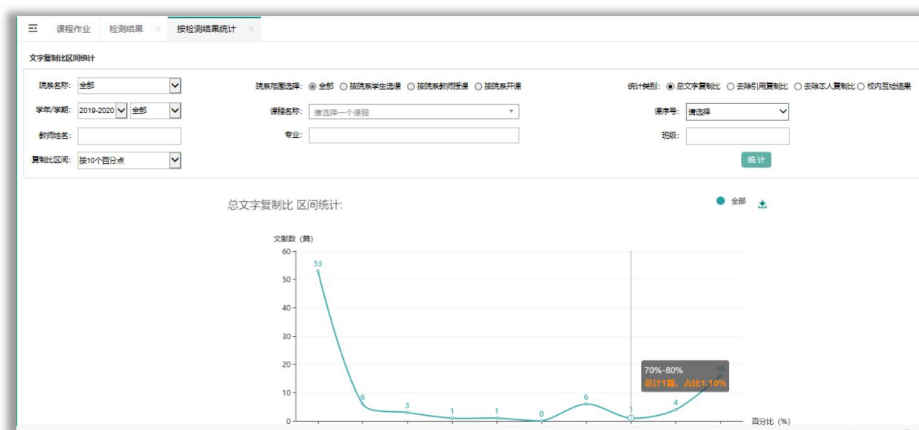 课程作业 检测结果 × 按检测结果统计 ×
文字复制比区间统计
院系名称: 全部 院系范围选择: 全部 按院系学生选课 按院系教师授课 按院系开课 统计类别: 总文字复制比 去除引用复制比 去除本人复制比 校内互检结果
学年/学期: 2019-2020 全部 课程名称: 请选择一个课程 课序号: 请选择
教师姓名: 专业: 班级:
复制比区间: 按10个百分点 统计
总文字复制比 区间统计: 全部
文献数 (篇)
60
53
50
40
30
20
70%-80%
总计1篇, 占比1.10%
16
10
6 3 1 1 0 6 1 4
0
百分比 (%)